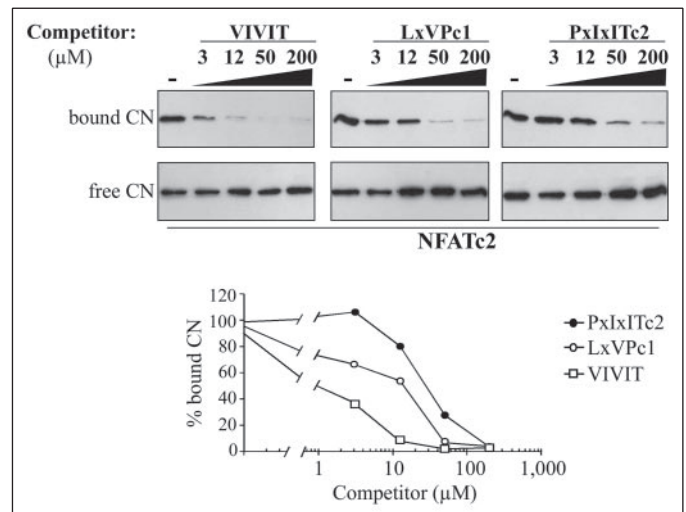 Competitor: VIVIT LxVPc1 PxIxITc2
(µM) 3 12 50 200 3 12 50 200 3 12 50 200
- - -
bound CN
free CN
NFATc2
120
100
80
60
40
20
0
% bound CN
PxIxITc2
LxVPc1
VIVIT
1 10 100 1,000
Competitor (µM)